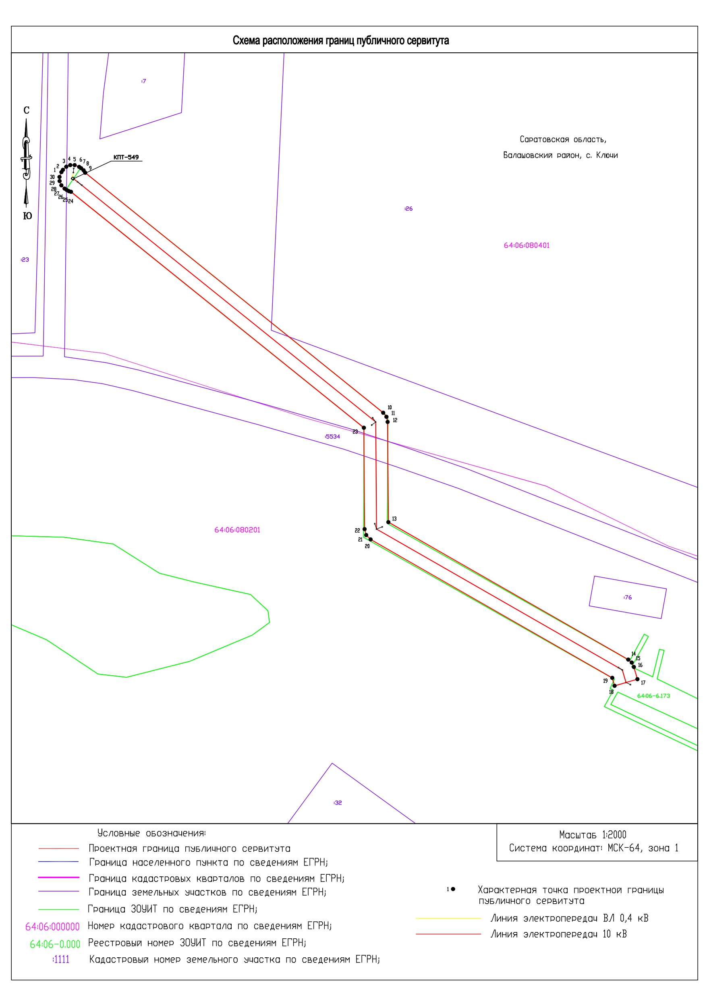 Схема расположения границ публичного сервитута
:7
С
Саратовская область,
Балашовский район, с. Ключи
КПТ-549
1
2
3
4
5
6
7
8
9
30
29
28
27
26
25
24
Ю
:26
64:06:080401
:23
10
11
12
23
:5534
13
22
21
20
64:06:080201
:76
14
15
16
17
19
18
64:06-6.173
:32
Условные обозначения:
Проектная граница публичного сервитута
Граница населенного пункта по сведениям ЕГРН;
Граница кадастровых кварталов по сведениям ЕГРН;
Граница земельных участков по сведениям ЕГРН;
Граница ЗОУИТ по сведениям ЕГРН;
64:06:000000 Номер кадастрового квартала по сведениям ЕГРН;
64:06-0.000 Реестровый номер ЗОУИТ по сведениям ЕГРН;
:1111 Кадастровый номер земельного участка по сведениям ЕГРН;
Масштаб 1:2000
Система координат: МСК-64, зона 1
1 Характерная точка проектной границы
публичного сервитута
Линия электропередач ВЛ 0,4 кВ
Линия электропередач 10 кВ